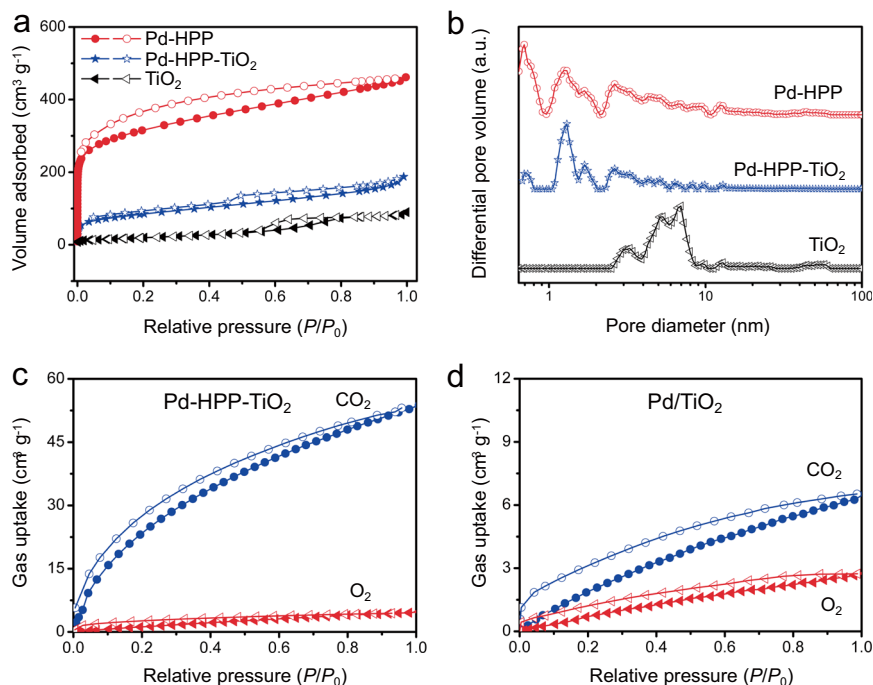 a
Volume adsorbed (cm³ g⁻¹)
600
400
200
0
Pd-HPP
Pd-HPP-TiO₂
TiO₂
0.0 0.2 0.4 0.6 0.8 1.0
Relative pressure (P/P₀)
b
Differential pore volume (a.u.)
Pd-HPP
Pd-HPP-TiO₂
TiO₂
1 10 100
Pore diameter (nm)
c
Gas uptake (cm³ g⁻¹)
60
45
30
15
0
Pd-HPP-TiO₂
CO₂
O₂
0.0 0.2 0.4 0.6 0.8 1.0
Relative pressure (P/P₀)
d
Gas uptake (cm³ g⁻¹)
12
9
6
3
0
Pd/TiO₂
CO₂
O₂
0.0 0.2 0.4 0.6 0.8 1.0
Relative pressure (P/P₀)